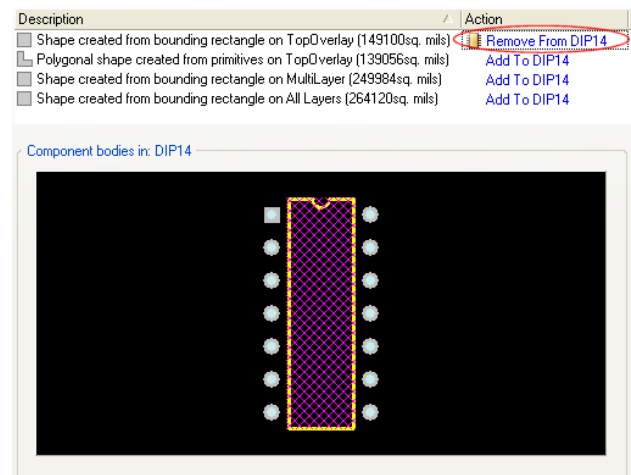 Description Action
Shape created from bounding rectangle on TopOverlay (149100sq. mils) Remove From DIP14
Polygonal shape created from primitives on TopOverlay (139056sq. mils) Add To DIP14
Shape created from bounding rectangle on MultiLayer (249984sq. mils) Add To DIP14
Shape created from bounding rectangle on All Layers (264120sq. mils) Add To DIP14
Component bodies in: DIP14